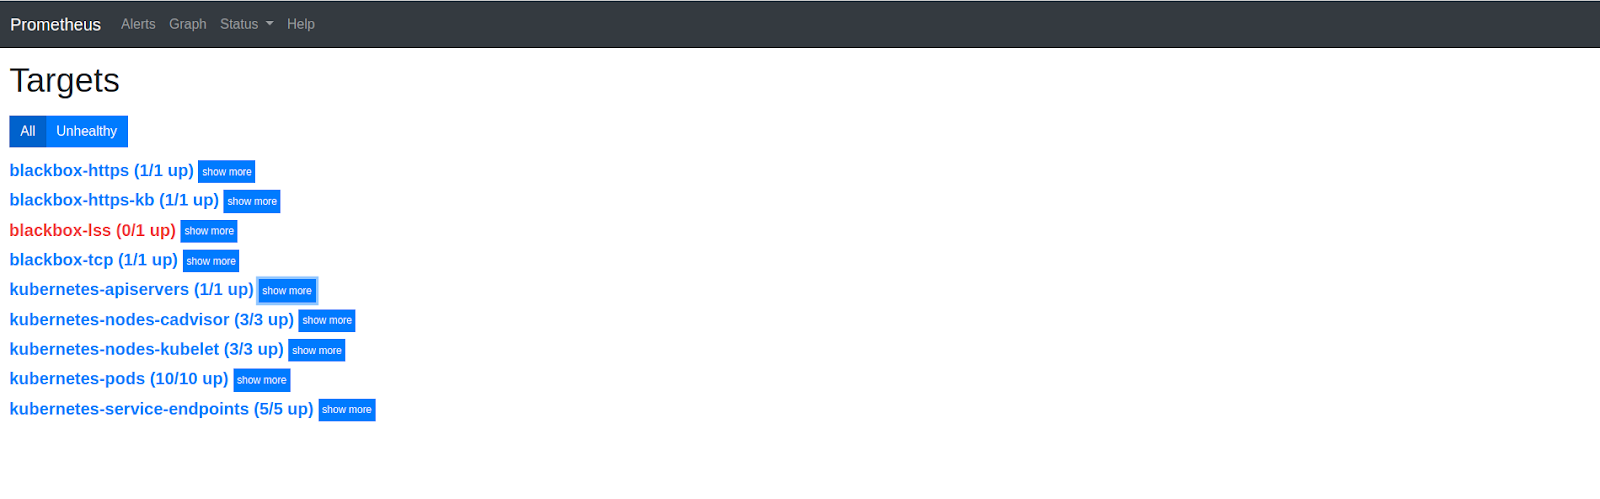 Prometheus Alerts Graph Status Help
Targets
All Unhealthy
blackbox-https (1/1 up) show more
blackbox-https-kb (1/1 up) show more
blackbox-lss (0/1 up) show more
blackbox-tcp (1/1 up) show more
kubernetes-apiservers (1/1 up) show more
kubernetes-nodes-cadvisor (3/3 up) show more
kubernetes-nodes-kubelet (3/3 up) show more
kubernetes-pods (10/10 up) show more
kubernetes-service-endpoints (5/5 up) show more